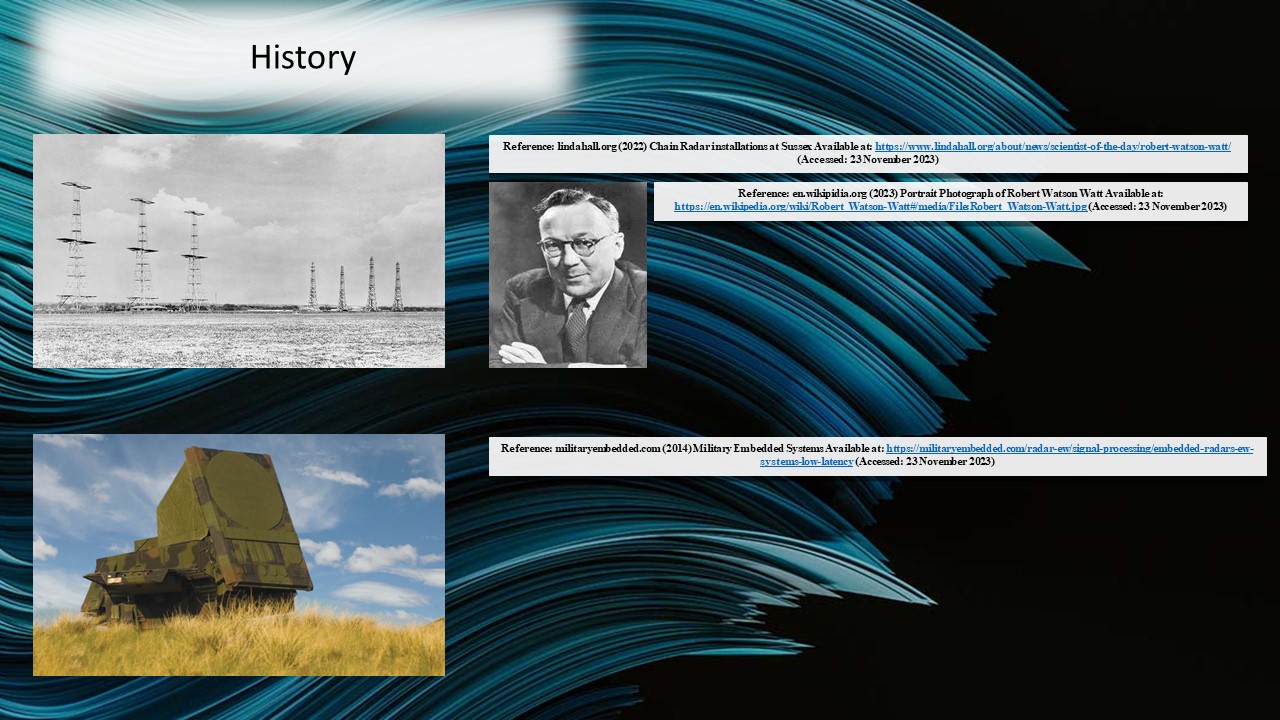 History
Reference: lindahall.org (2022) Chain Radar installations at Sussex Available at: https://www.lindahall.org/about/news/scientist-of-the-day/robert-watson-watt/
(Accessed: 23 November 2023)
Reference: en.wikipidia.org (2023) Portrait Photograph of Robert Watson Watt Available at:
https://en.wikipedia.org/wiki/Robert_Watson-Watt#/media/File:Robert_Watson-Watt.jpg (Accessed: 23 November 2023)
Reference: militaryembedded.com (2014) Military Embedded Systems Available at: https://militaryembedded.com/radar-ew/signal-processing/embedded-radars-ew-
systems-low-latency (Accessed: 23 November 2023)